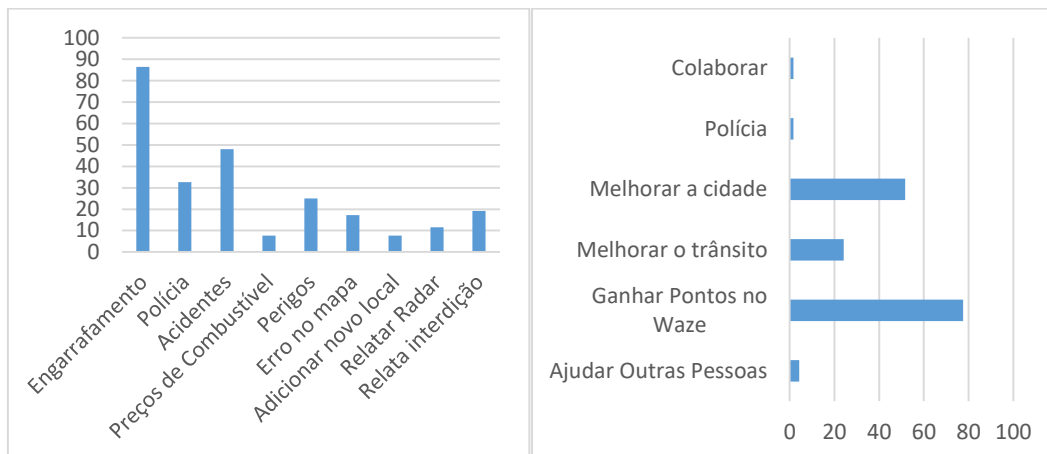 100
90
80
70
60
50
40
30
20
10
0
Engarrafamento
Polícia
Acidentes
Preços de Combustível
Perigos
Erro no mapa
Adicionar novo local
Relatar Radar
Relata interdição
Colaborar
Polícia
Melhorar a cidade
Melhorar o trânsito
Ganhar Pontos no
Waze
Ajudar Outras Pessoas
0 20 40 60 80 100